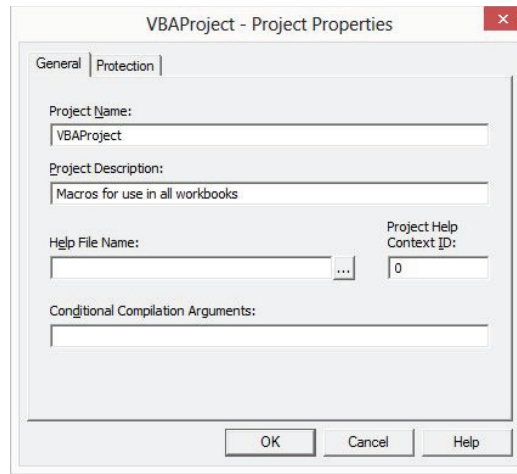 VBAProject - Project Properties
General
Protection
Project Name:
VBAProject
Project Description:
Macros for use in all workbooks
Help File Name:
Project Help
Context ID:
...
0
Conditional Compilation Arguments:
OK
Cancel
Help